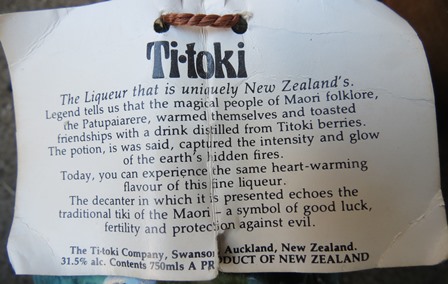 Ti·toki
The Liqueur that is uniquely New Zealand's.
Legend tells us that the magical people of Maori folklore,
the Patupaiarere, warmed themselves and toasted
friendships with a drink distilled from Titoki berries.
The potion, is was said, captured the intensity and glow
of the earth's hidden fires.
Today, you can experience the same heart-warming
flavour of this fine liqueur.
The decanter in which it is presented echoes the
traditional tiki of the Maori – a symbol of good luck,
fertility and protection against evil.
The Ti-toki Company, Swanson Auckland, New Zealand.
31.5% alc. Contents 750mls A PRODUCT OF NEW ZEALAND